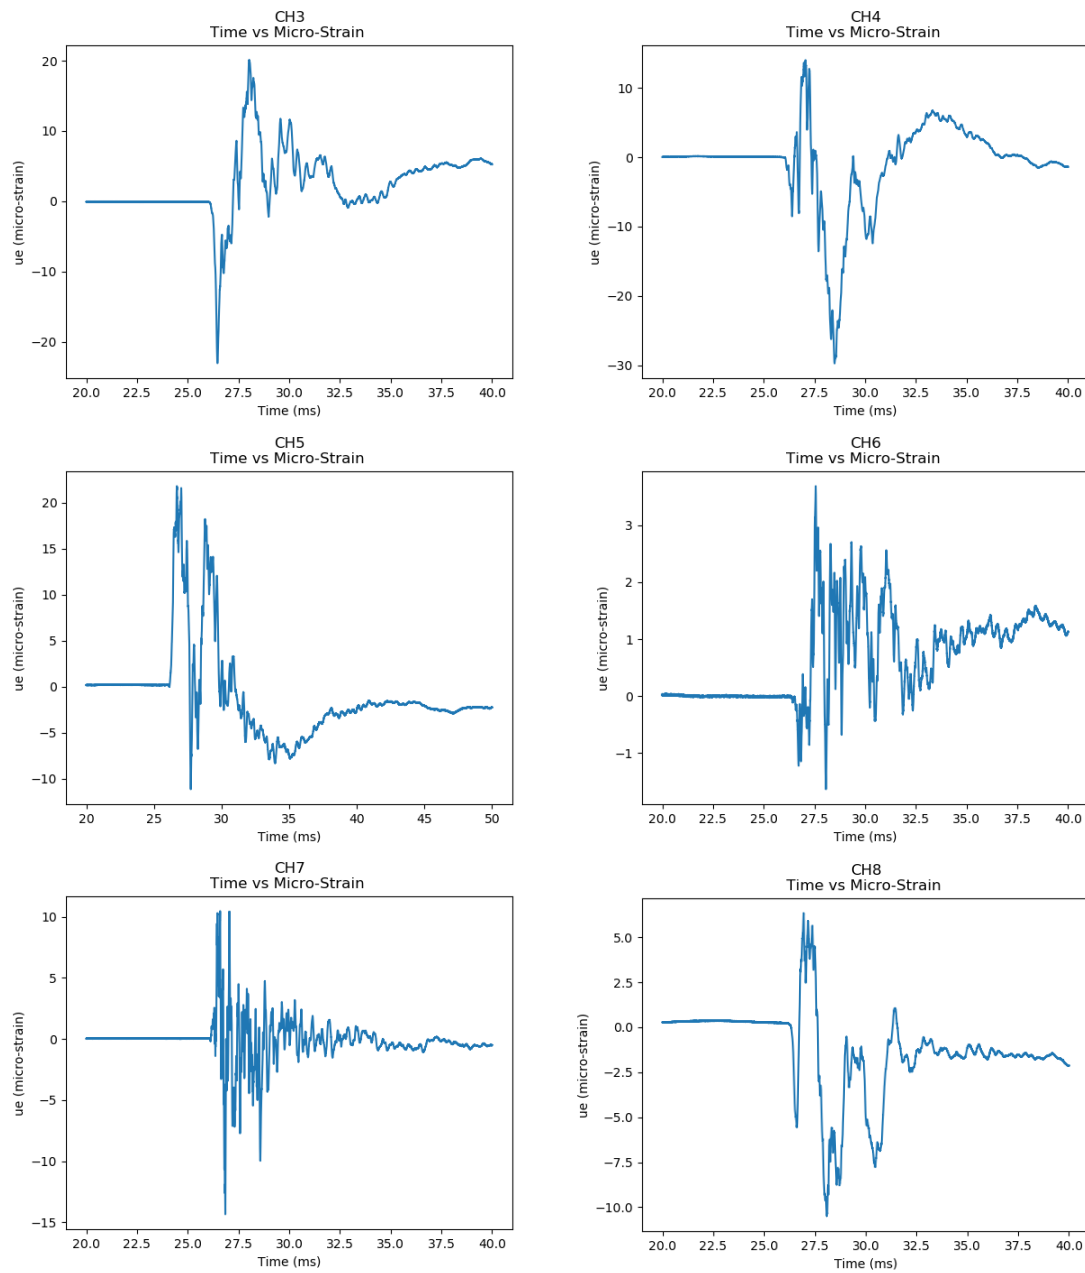 CH3
Time vs Micro-Strain
20
10
0
−10
−20
ue (micro-strain)
20.0 22.5 25.0 27.5 30.0 32.5 35.0 37.5 40.0
Time (ms)
CH4
Time vs Micro-Strain
10
0
−10
−20
−30
ue (micro-strain)
20.0 22.5 25.0 27.5 30.0 32.5 35.0 37.5 40.0
Time (ms)
CH5
Time vs Micro-Strain
20
15
10
5
0
−5
−10
ue (micro-strain)
20 25 30 35 40 45 50
Time (ms)
CH6
Time vs Micro-Strain
3
2
1
0
−1
ue (micro-strain)
20.0 22.5 25.0 27.5 30.0 32.5 35.0 37.5 40.0
Time (ms)
CH7
Time vs Micro-Strain
10
5
0
−5
−10
−15
ue (micro-strain)
20.0 22.5 25.0 27.5 30.0 32.5 35.0 37.5 40.0
Time (ms)
CH8
Time vs Micro-Strain
5.0
2.5
0.0
−2.5
−5.0
−7.5
−10.0
ue (micro-strain)
20.0 22.5 25.0 27.5 30.0 32.5 35.0 37.5 40.0
Time (ms)